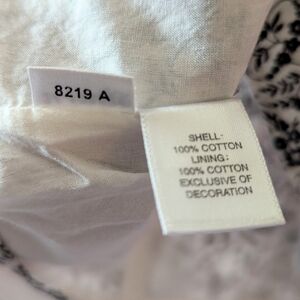 8219 A
SHELL:
100% COTTON
LINING:
100% COTTON
EXCLUSIVE OF
DECORATION